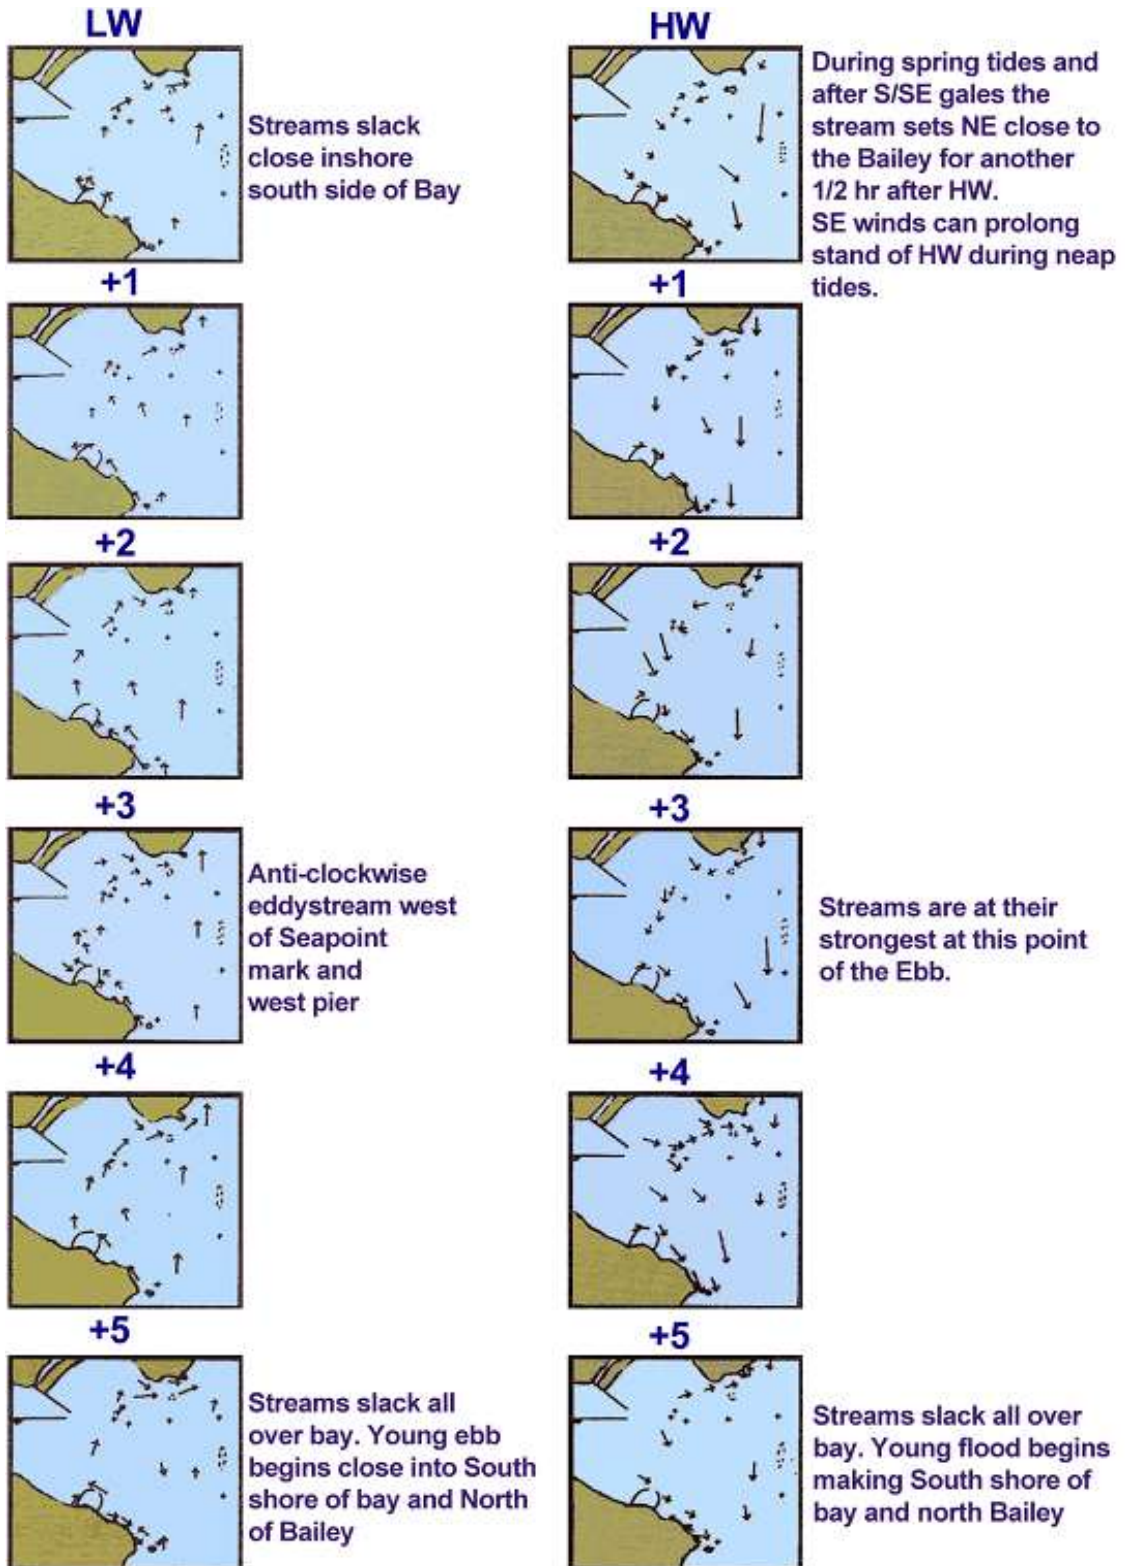 LW
Streams slack
close inshore
south side of Bay
+1
+2
+3
Anti-clockwise
eddystream west
of Seapoint
mark and
west pier
+4
+5
Streams slack all
over bay. Young ebb
begins close into South
shore of bay and North
of Bailey
HW
During spring tides and
after S/SE gales the
stream sets NE close to
the Bailey for another
1/2 hr after HW.
SE winds can prolong
stand of HW during neap
tides.
+1
+2
+3
Streams are at their
strongest at this point
of the Ebb.
+4
+5
Streams slack all over
bay. Young flood begins
making South shore of
bay and north Bailey